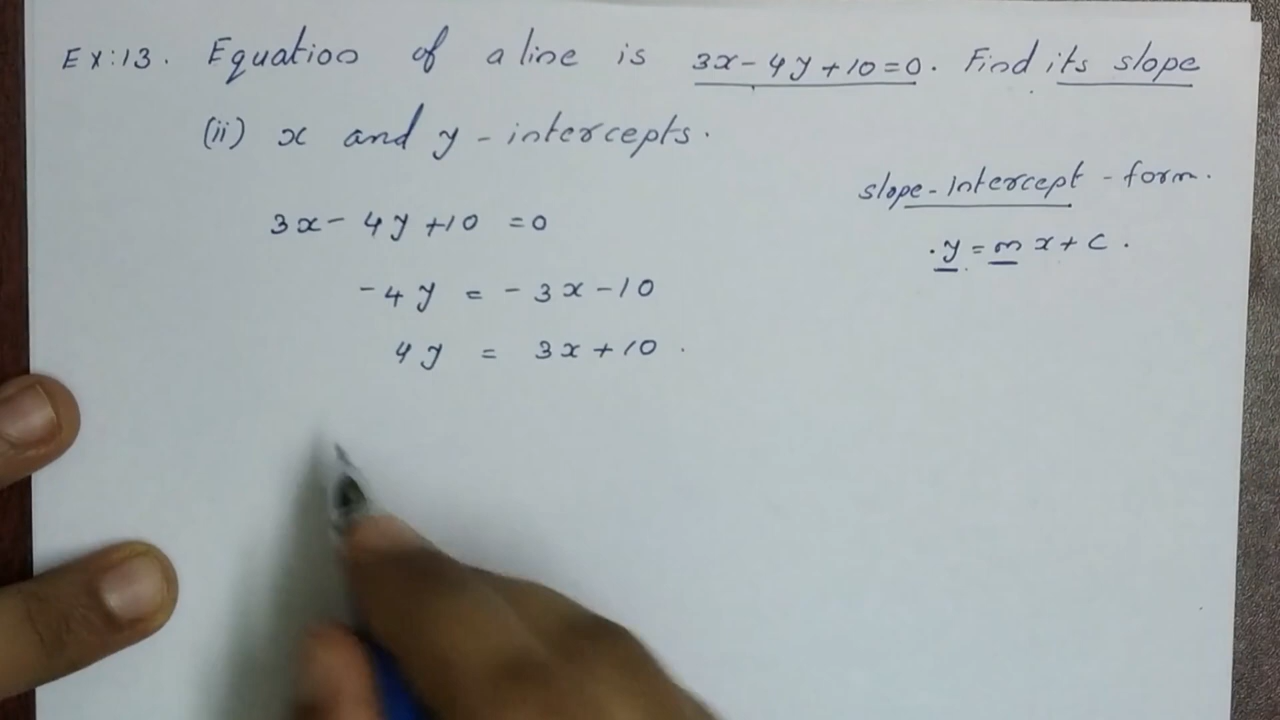 Ex:13. Equation of a line is 3x-4y+10=0. Find its slope
(ii) x and y-intercepts.
slope-Intercept-form.
3x-4y+10=0
y=mx+c.
-4y=-3x-10
4y=3x+10.